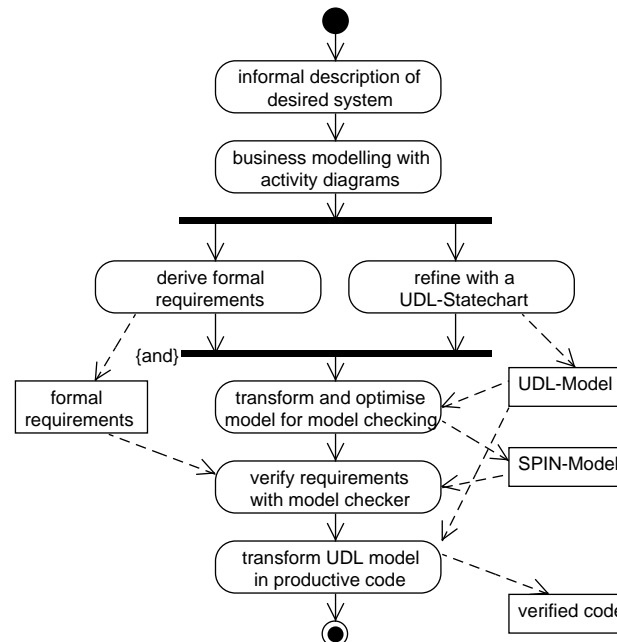 informal description of
desired system
business modelling with
activity diagrams
derive formal
requirements
refine with a
UDL-Statechart
{and}
formal
requirements
transform and optimise
model for model checking
UDL-Model
SPIN-Model
verify requirements
with model checker
transform UDL model
in productive code
verified code